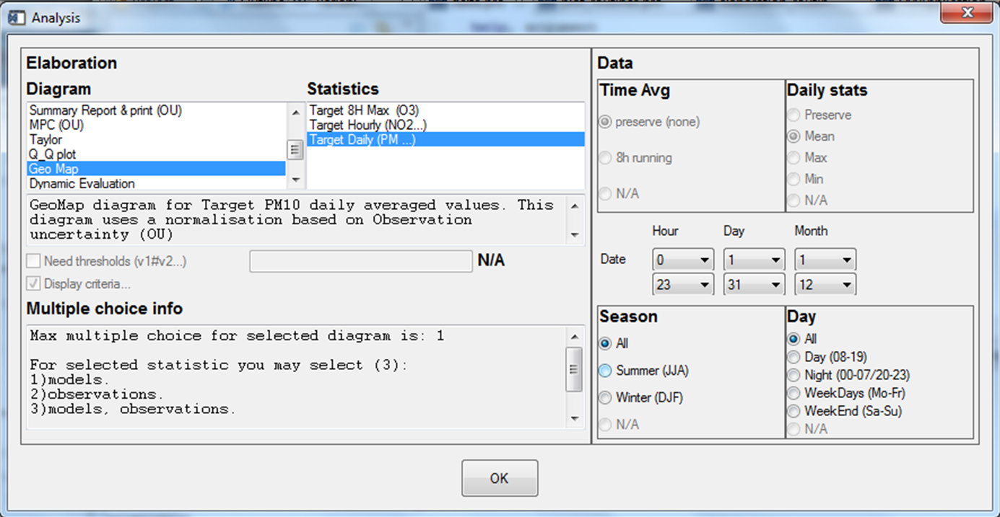 Analysis
Elaboration
Diagram
Statistics
Summary Report & print (OU)
MPC (OU)
Taylor
Q_Q plot
Geo Map
Dynamic Evaluation
Target 8H Max (O3)
Target Hourly (NO2...)
Target Daily (PM ...)
GeoMap diagram for Target PM10 daily averaged values. This
diagram uses a normalisation based on Observation
uncertainty (OU)
Need thresholds (v1#v2...)
N/A
Display criteria...
Multiple choice info
Max multiple choice for selected diagram is: 1
For selected statistic you may select (3):
1)models.
2)observations.
3)models, observations.
Data
Time Avg
preserve (none)
8h running
N/A
Daily stats
Preserve
Mean
Max
Min
N/A
Hour Day Month
Date 0 1 1
23 31 12
Season
All
Summer (JJA)
Winter (DJF)
N/A
Day
All
Day (08-19)
Night (00-07/20-23)
WeekDays (Mo-Fr)
WeekEnd (Sa-Su)
N/A
OK